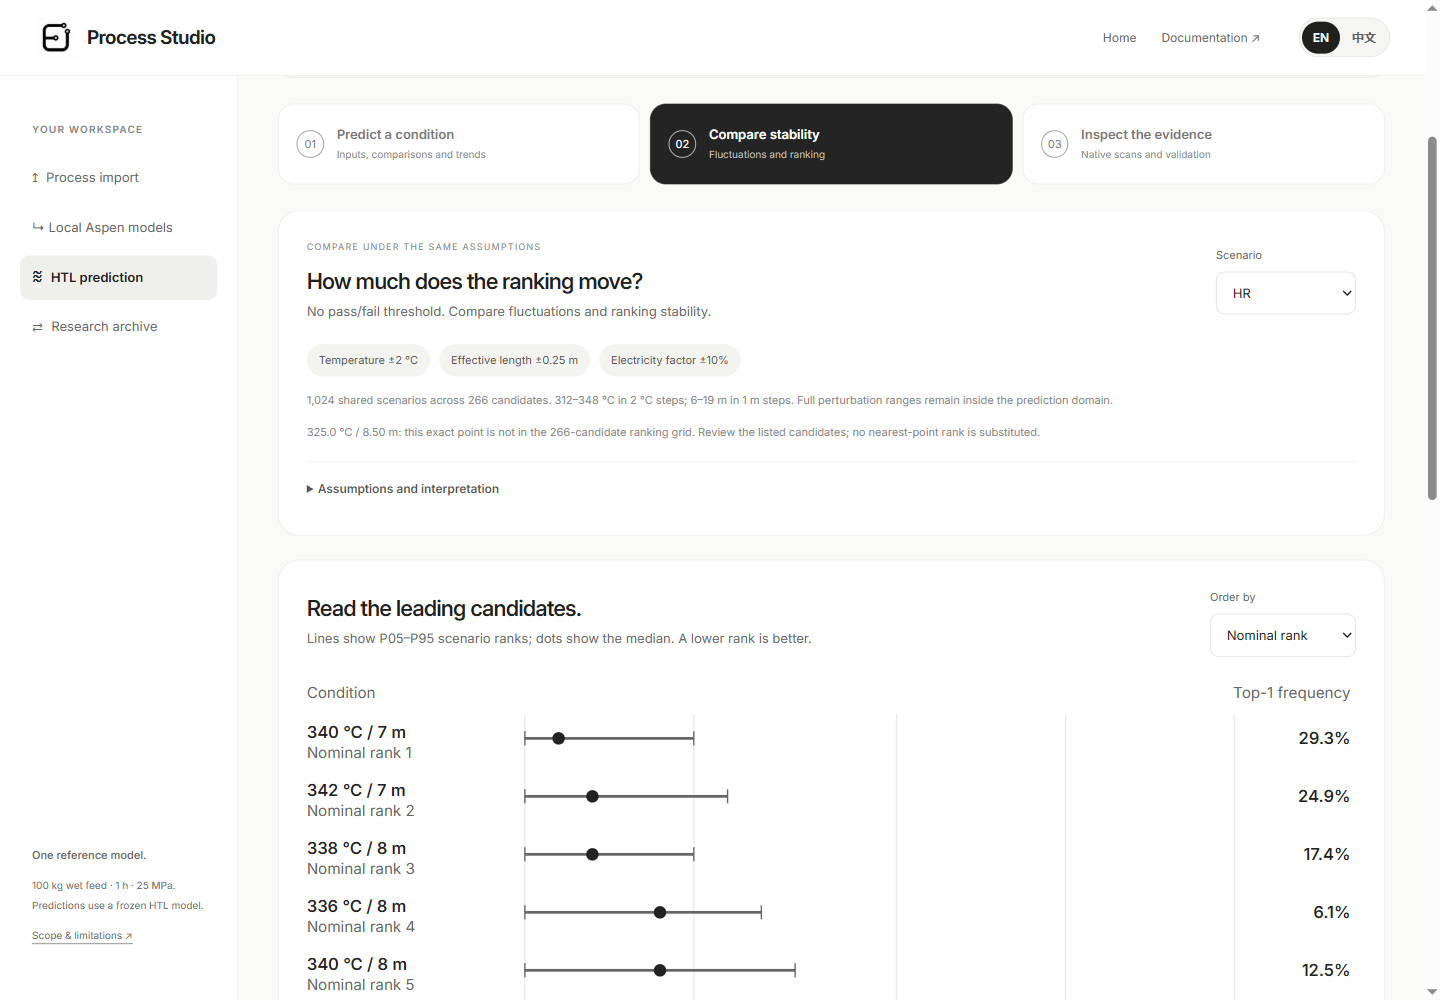 Process Studio
Home
Documentation ↗
EN
中文
YOUR WORKSPACE
↥ Process import
↳ Local Aspen models
≋ HTL prediction
⇄ Research archive
One reference model.
100 kg wet feed · 1 h · 25 MPa.
Predictions use a frozen HTL model.
Scope & limitations ↗
01
Predict a condition
Inputs, comparisons and trends
02
Compare stability
Fluctuations and ranking
03
Inspect the evidence
Native scans and validation
COMPARE UNDER THE SAME ASSUMPTIONS
How much does the ranking move?
No pass/fail threshold. Compare fluctuations and ranking stability.
Scenario
HR
Temperature ±2 °C
Effective length ±0.25 m
Electricity factor ±10%
1,024 shared scenarios across 266 candidates. 312–348 °C in 2 °C steps; 6–19 m in 1 m steps. Full perturbation ranges remain inside the prediction domain.
325.0 °C / 8.50 m: this exact point is not in the 266-candidate ranking grid. Review the listed candidates; no nearest-point rank is substituted.
▶ Assumptions and interpretation
Read the leading candidates.
Lines show P05–P95 scenario ranks; dots show the median. A lower rank is better.
Order by
Nominal rank
Condition
Top-1 frequency
340 °C / 7 m
Nominal rank 1
29.3%
342 °C / 7 m
Nominal rank 2
24.9%
338 °C / 8 m
Nominal rank 3
17.4%
336 °C / 8 m
Nominal rank 4
6.1%
340 °C / 8 m
Nominal rank 5
12.5%